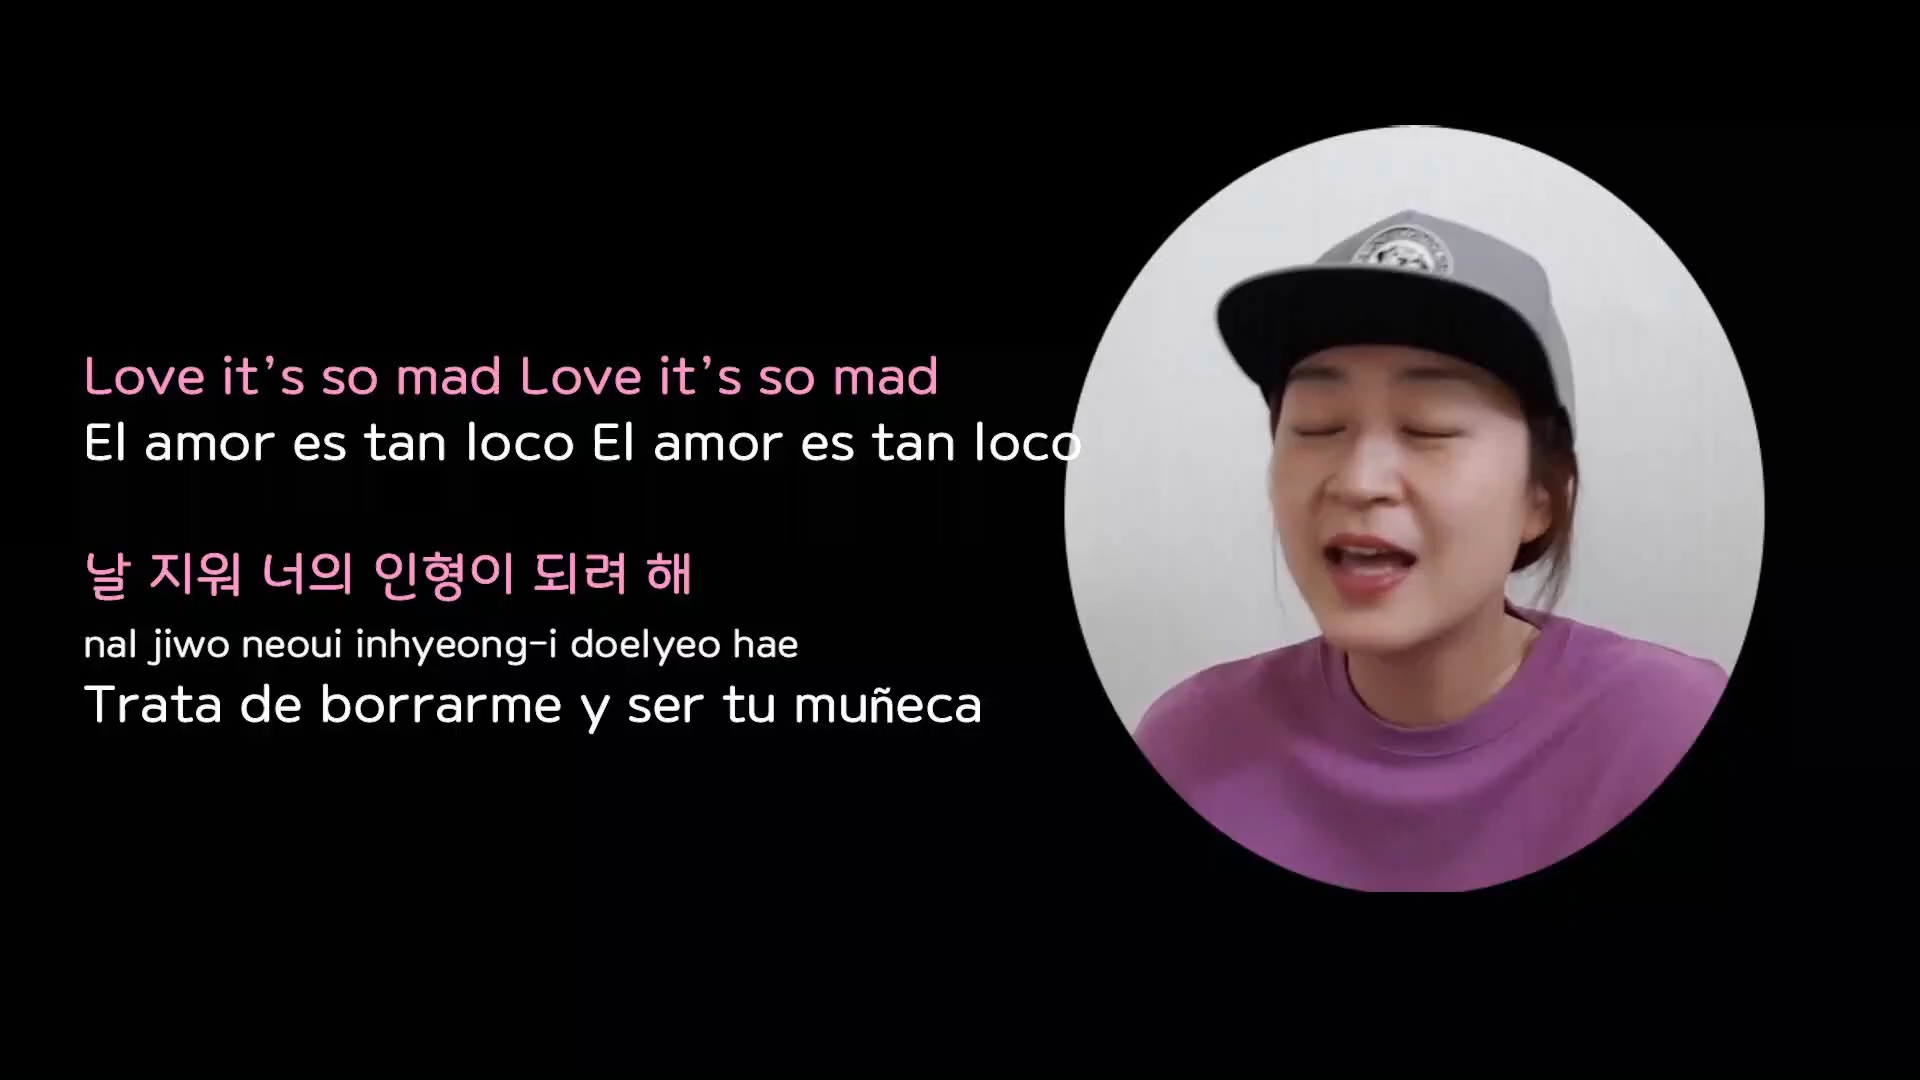 Love it’s so mad Love it’s so mad
El amor es tan loco El amor es tan loco
날 지워 너의 인형이 되려 해
nal jiwo neoui inhyeong-i doelyeo hae
Trata de borrarme y ser tu muñeca